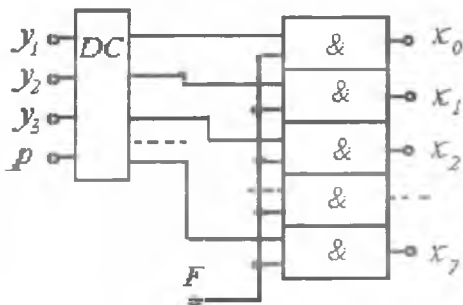 y₁ DC & x₀
y₂ & x₁
y₃ & x₂
p &
& x₇
F